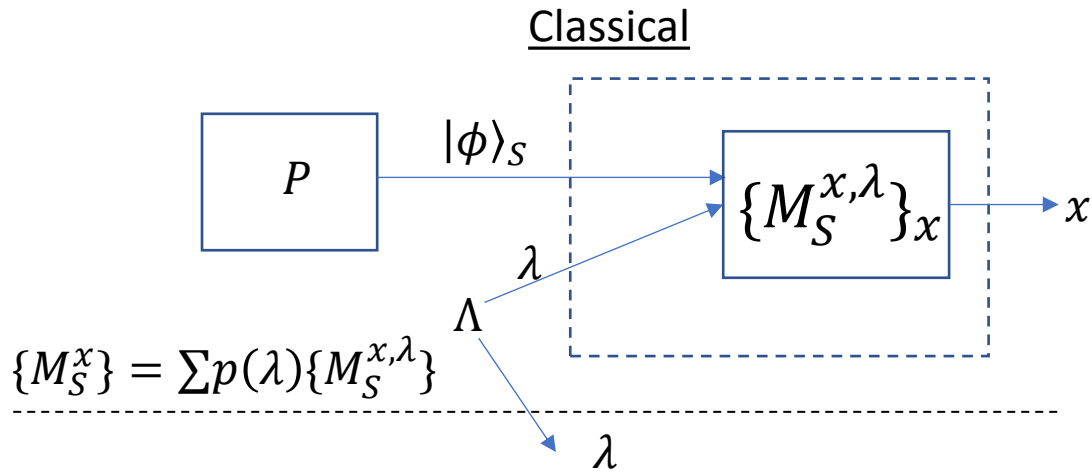 Classical
P
|ϕ⟩_S
{M_S^{x,λ}}_x
x
λ
Λ
{M_S^x} = ∑p(λ){M_S^{x,λ}}
λ